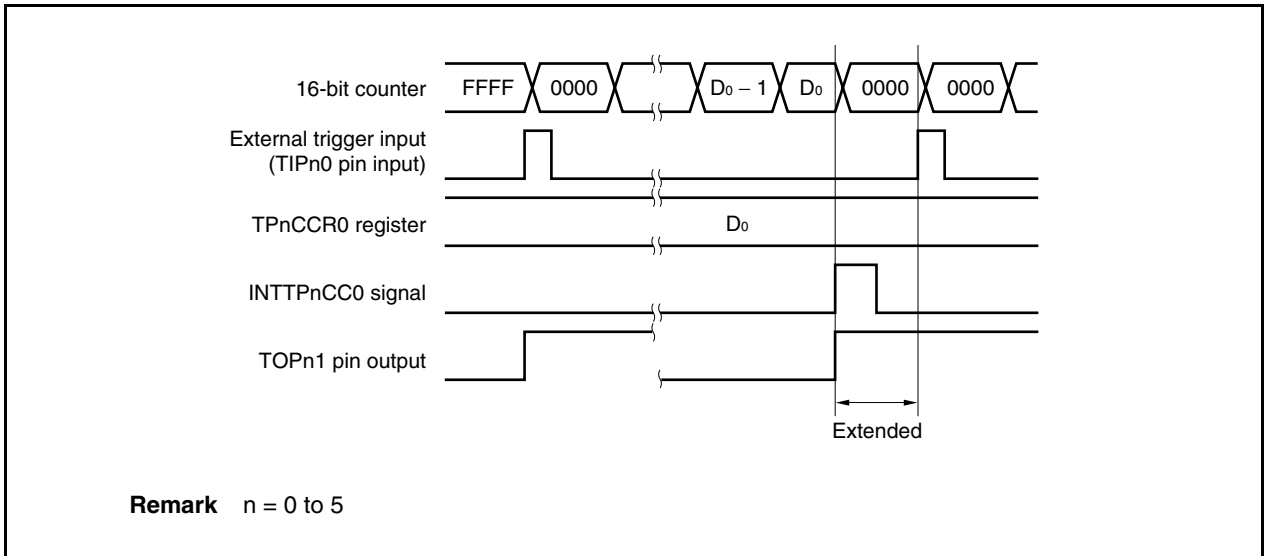 16-bit counter FFFF 0000 D₀ − 1 D₀ 0000 0000
External trigger input
(TIPn0 pin input)
TPnCCR0 register D₀
INTTPnCC0 signal
TOPn1 pin output
Extended
Remark n = 0 to 5